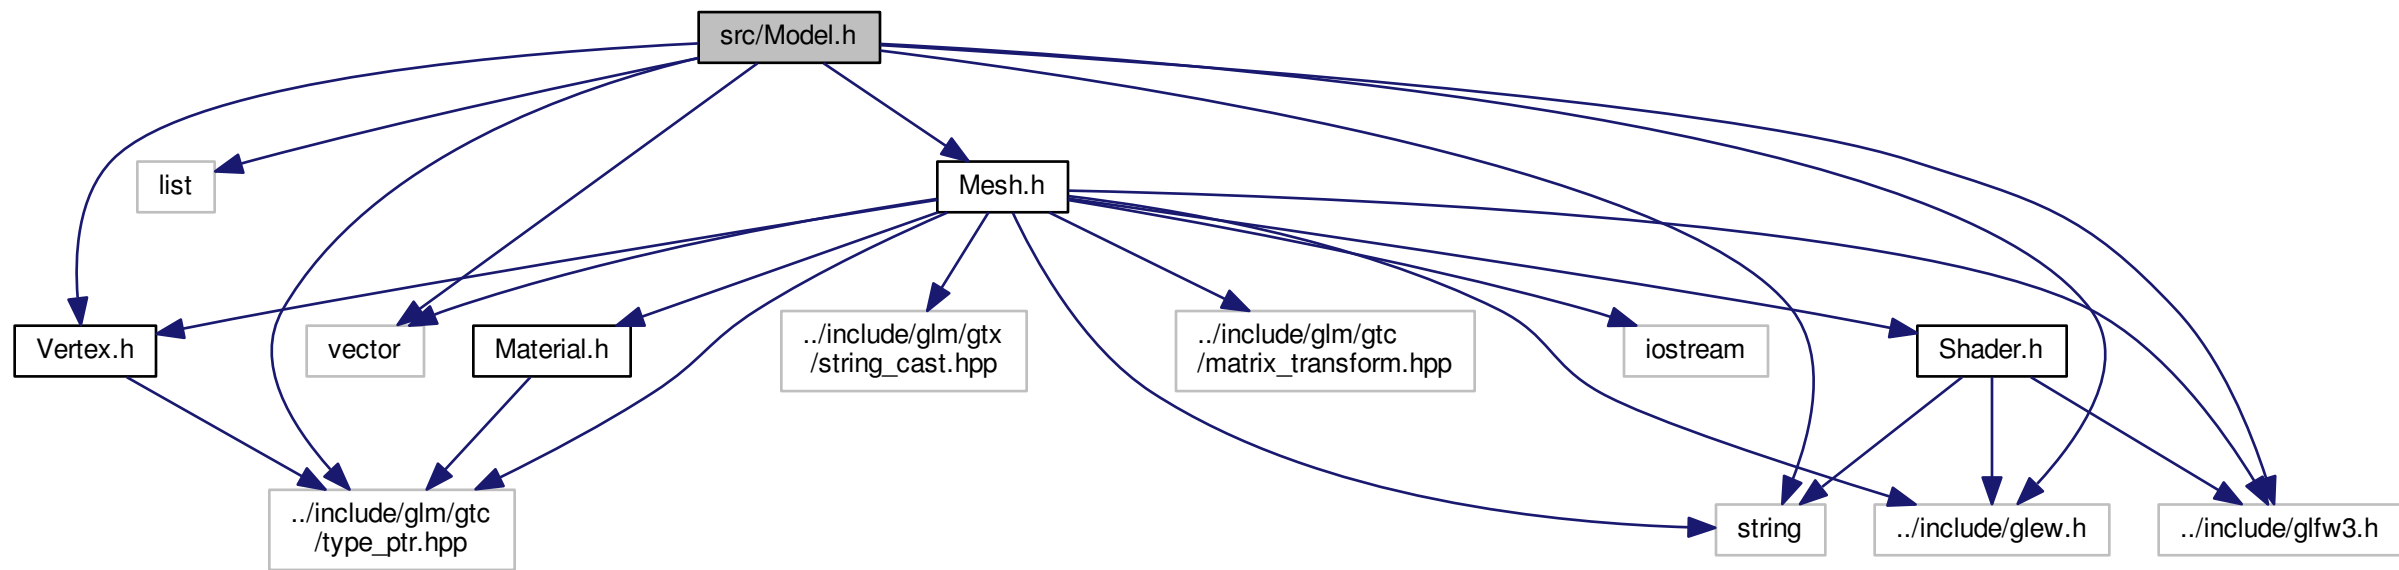 src/Model.h
list
Mesh.h
Vertex.h
vector
Material.h
../include/glm/gtx
/string_cast.hpp
../include/glm/gtc
/matrix_transform.hpp
iostream
Shader.h
../include/glm/gtc
/type_ptr.hpp
string
../include/glew.h
../include/glfw3.h